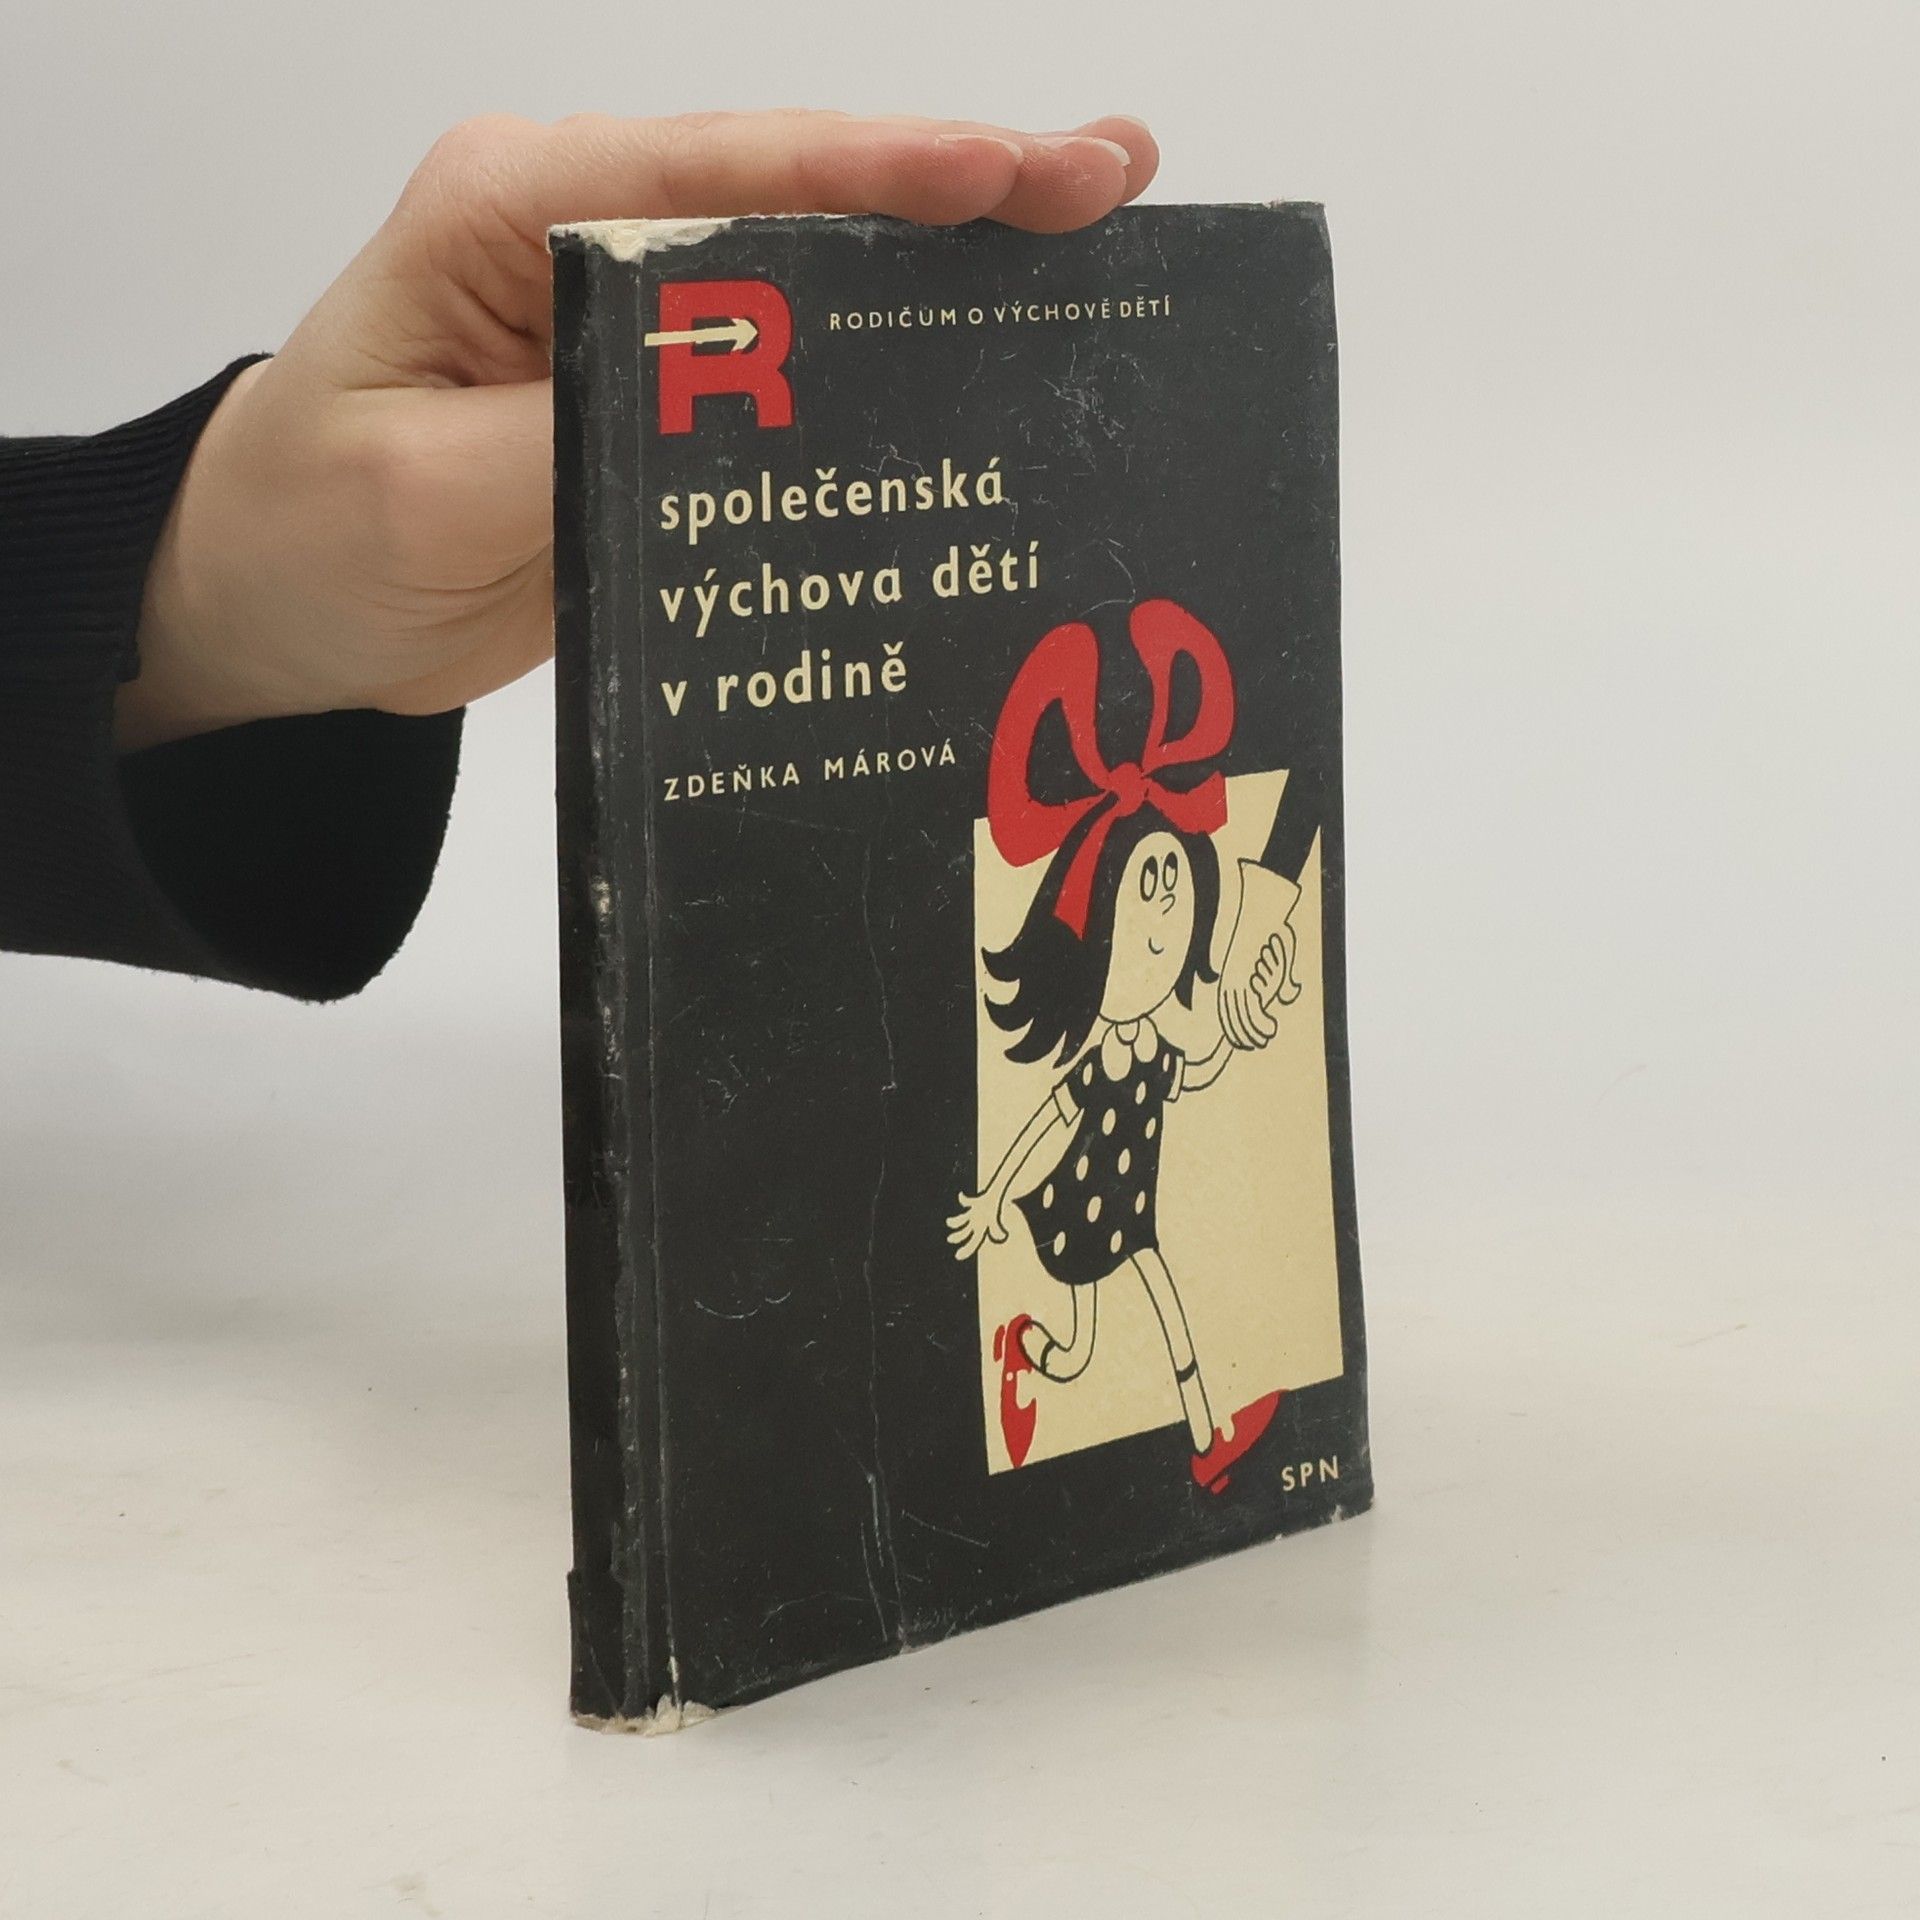 R
RODIČŮM O VÝCHOVĚ DĚTÍ
společenská
výchova dětí
v rodině
ZDEŇKA MÁROVÁ
SPN